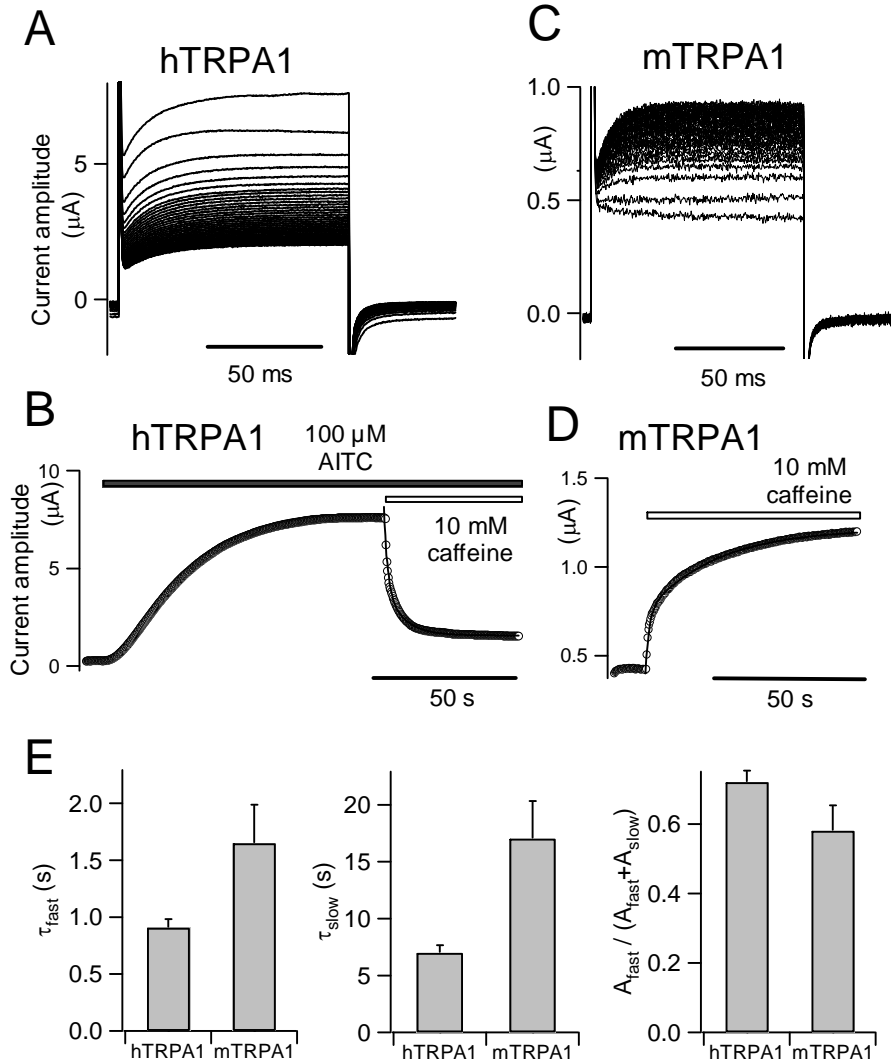 A
hTRPA1
Current amplitude
(µA)
5
0
50 ms
C
mTRPA1
(µA)
1.0
0.5
0.0
50 ms
B
hTRPA1
100 µM
AITC
10 mM
caffeine
Current amplitude
(µA)
10
5
0
50 s
D
mTRPA1
10 mM
caffeine
(µA)
1.5
1.0
0.5
50 s
E
τfast (s)
2.0
1.5
1.0
0.5
0.0
hTRPA1 mTRPA1
τslow (s)
20
15
10
5
0
hTRPA1 mTRPA1
Afast / (Afast+Aslow)
0.6
0.4
0.2
0.0
hTRPA1 mTRPA1